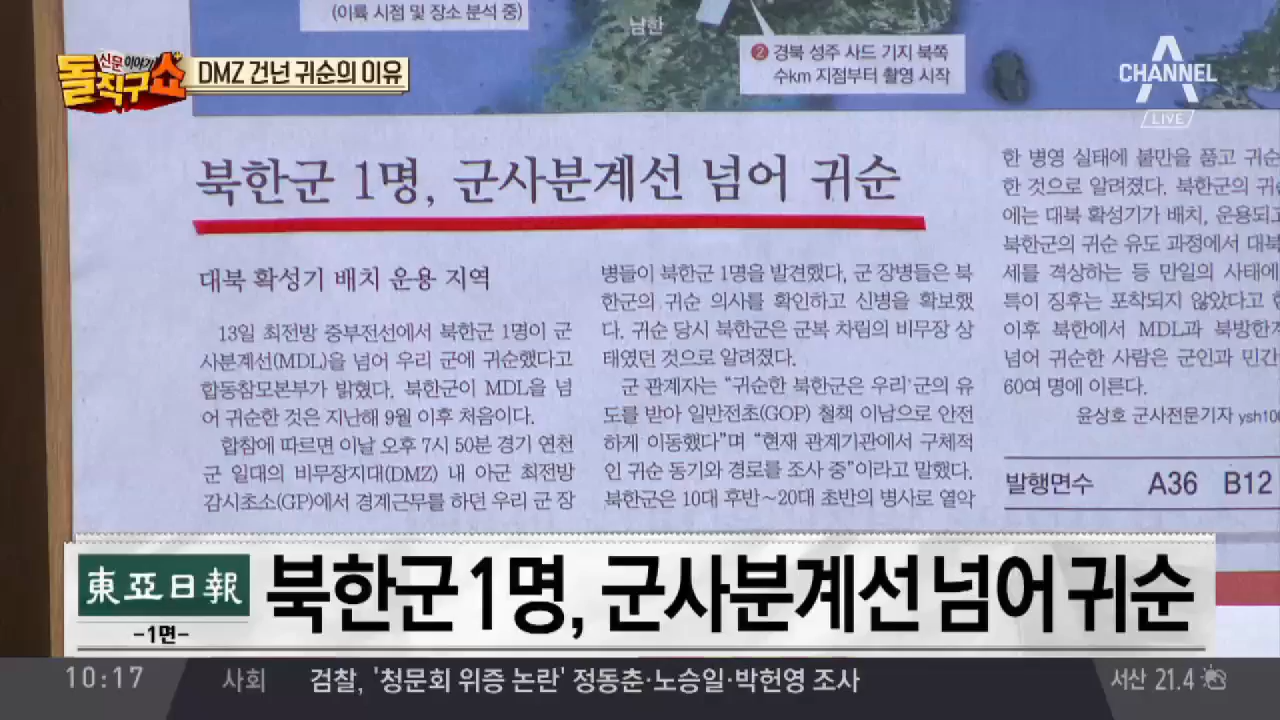 (이륙 시점 및 장소 분석 중)
남한
❷ 경북 성주 사드 기지 북쪽
수km 지점부터 촬영 시작
신문이야기
돌직구쇼
DMZ 건넌 귀순의 이유
CHANNEL A
LIVE
북한군 1명, 군사분계선 넘어 귀순
대북 확성기 배치 운용 지역
13일 최전방 중부전선에서 북한군 1명이 군
사분계선(MDL)을 넘어 우리 군에 귀순했다고
합동참모본부가 밝혔다. 북한군이 MDL을 넘
어 귀순한 것은 지난해 9월 이후 처음이다.
합참에 따르면 이날 오후 7시 50분 경기 연천
군 일대의 비무장지대(DMZ) 내 아군 최전방
감시초소(GP)에서 경계근무를 하던 우리 군 장
병들이 북한군 1명을 발견했다, 군 장병들은 북
한군의 귀순 의사를 확인하고 신병을 확보했
다. 귀순 당시 북한군은 군복 차림의 비무장 상
태였던 것으로 알려졌다.
군 관계자는 “귀순한 북한군은 우리 군의 유
도를 받아 일반전초(GOP) 철책 이남으로 안전
하게 이동했다”며 “현재 관계기관에서 구체적
인 귀순 동기와 경로를 조사 중”이라고 말했다.
북한군은 10대 후반∼20대 초반의 병사로 열악
한 병영 실태에 불만을 품고 귀순
한 것으로 알려졌다. 북한군의 귀순
에는 대북 확성기가 배치, 운용되고
북한군의 귀순 유도 과정에서 대북
세를 격상하는 등 만일의 사태에
특이 징후는 포착되지 않았다고
이후 북한에서 MDL과 북방한계
넘어 귀순한 사람은 군인과 민간
60여 명에 이른다.
윤상호 군사전문기자 ysh10
발행면수 A36 B12
東亞日報
-1면-
북한군 1명, 군사분계선 넘어 귀순
10:17 사회 검찰, '청문회 위증 논란' 정동춘·노승일·박헌영 조사 서산 21.4